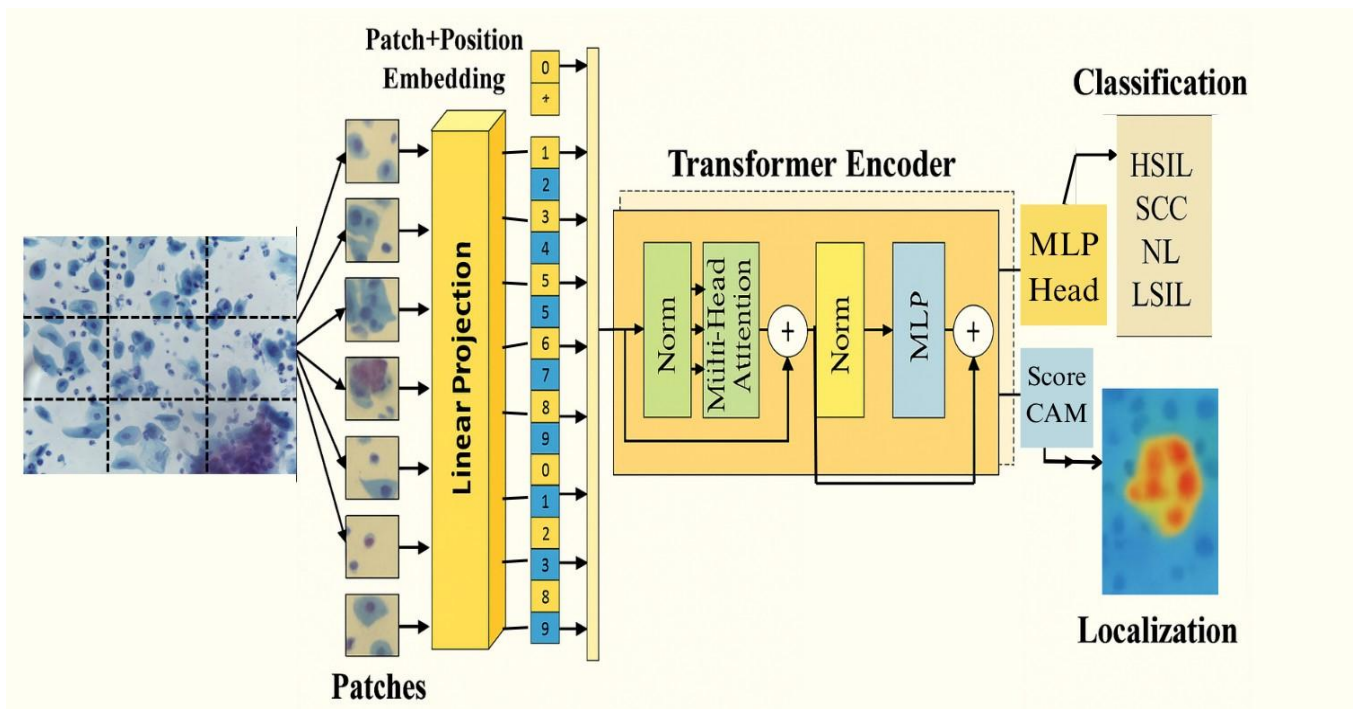 Patch+Position
Embedding
0
+
1
2
3
4
5
5
6
7
8
9
0
1
2
3
8
9
Linear Projection
Patches
Transformer Encoder
Norm
Multi-Head
Attention
+
Norm
MLP
+
MLP
Head
Classification
HSIL
SCC
NL
LSIL
Score
CAM
Localization